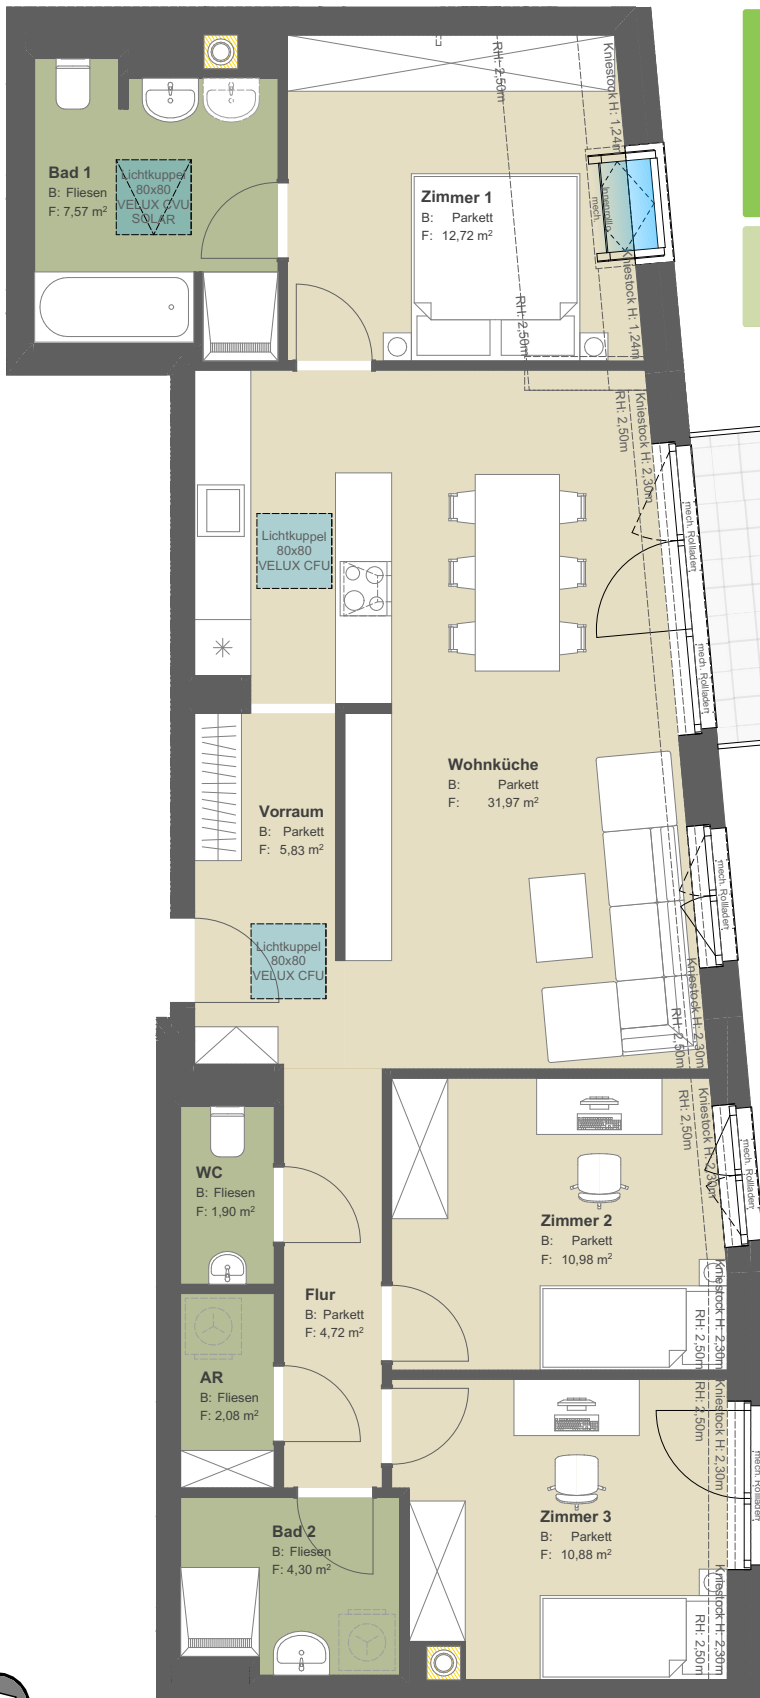 Bad 1
B: Fliesen
F: 7,57 m²
Lichtkuppel
80x80
VELUX CVU
SOLAR
RH: 2,50m
Kniestock H: 1,24m
Zimmer 1
B: Parkett
F: 12,72 m²
Innenrollo
mech.
Kniestock H: 1,24m
RH: 2,50m
Kniestock H: 2,30m
RH: 2,50m
mech. Rollladen
Lichtkuppel
80x80
VELUX CFU
mech. Rollladen
Wohnküche
B: Parkett
F: 31,97 m²
Vorraum
B: Parkett
F: 5,83 m²
mech. Rollladen
Lichtkuppel
80x80
VELUX CFU
Kniestock H: 2,30m
RH: 2,50m
Kniestock H: 2,30m
RH: 2,50m
mech. Rollladen
WC
B: Fliesen
F: 1,90 m²
Zimmer 2
B: Parkett
F: 10,98 m²
Flur
B: Parkett
F: 4,72 m²
Kniestock H: 2,30m
RH: 2,50m
AR
B: Fliesen
F: 2,08 m²
Kniestock H: 2,30m
RH: 2,50m
mech. Rollladen
Zimmer 3
B: Parkett
F: 10,88 m²
Bad 2
B: Fliesen
F: 4,30 m²
Kniestock H: 2,30m
RH: 2,50m